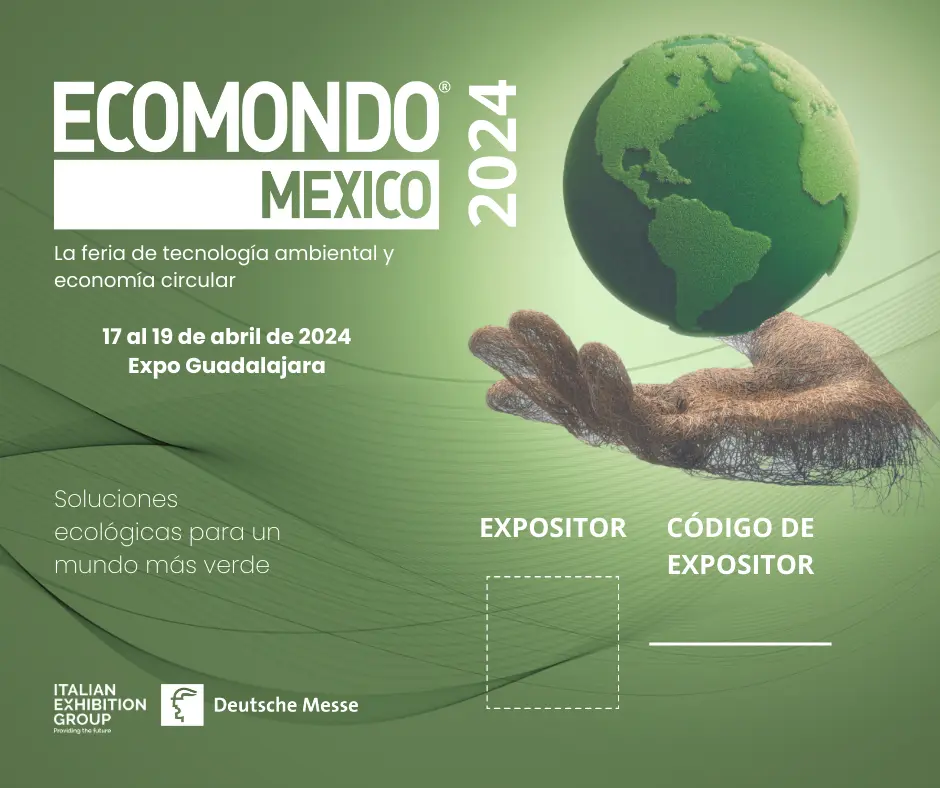 ECOMONDO®
MEXICO
2024
La feria de tecnología ambiental y
economía circular
17 al 19 de abril de 2024
Expo Guadalajara
Soluciones
ecológicas para un
mundo más verde
EXPOSITOR
CÓDIGO DE
EXPOSITOR
ITALIAN
EXHIBITION
GROUP
Providing the future
Deutsche Messe